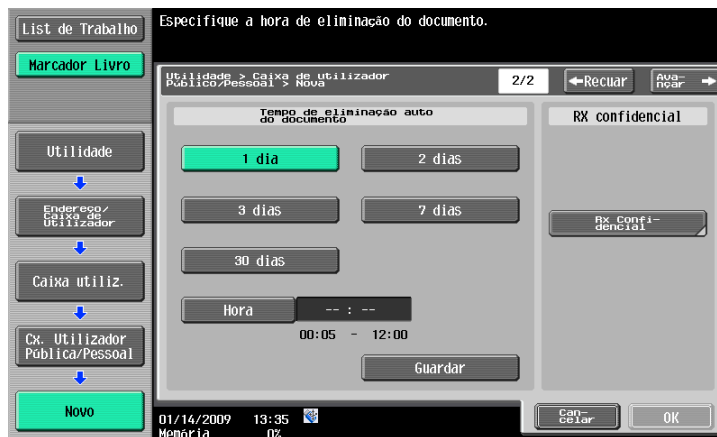 List de Trabalho
Especifique a hora de eliminação do documento.
Marcador Livro
Utilidade > Caixa de utilizador
Público/Pessoal > Nova
2/2
←Recuar
Ava-
nçar →
Tempo de eliminação auto
do documento
RX confidencial
Utilidade
1 dia
2 dias
Endereço/
Caixa de
Utilizador
3 dias
7 dias
Rx Confi-
dencial
30 dias
Caixa utiliz.
Hora
-- : --
00:05 - 12:00
Cx. Utilizador
Pública/Pessoal
Guardar
Novo
01/14/2009 13:35
Memória 0%
Can-
celar
OK